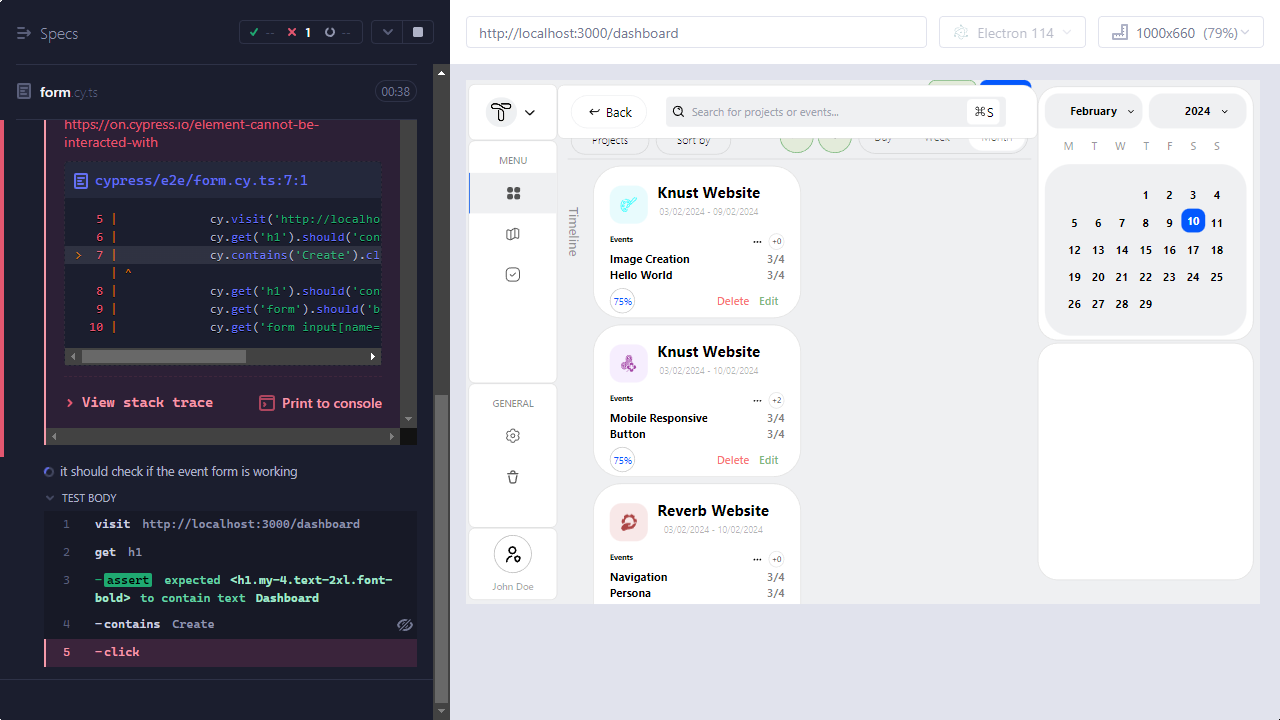 Specs
--
1
--
form.cy.ts
00:38
https://on.cypress.io/element-cannot-be-
interacted-with
cypress/e2e/form.cy.ts:7:1
5 | cy.visit('http://localho
6 | cy.get('h1').should('con
> 7 | cy.contains('Create').cl
| ^
8 | cy.get('h1').should('con
9 | cy.get('form').should('b
10 | cy.get('form input[name=
> View stack trace
Print to console
it should check if the event form is working
TEST BODY
1 visit http://localhost:3000/dashboard
2 get h1
3 -assert expected <h1.my-4.text-2xl.font-
bold> to contain text Dashboard
4 -contains Create
5 -click
http://localhost:3000/dashboard
Electron 114
1000x660 (79%)
Back
Search for projects or events...
⌘S
MENU
GENERAL
John Doe
Projects
Sort by
Day
Week
Month
Timeline
Knust Website
03/02/2024 - 09/02/2024
Events
... +0
Image Creation 3/4
Hello World 3/4
75% Delete Edit
Knust Website
03/02/2024 - 10/02/2024
Events
... +2
Mobile Responsive 3/4
Button 3/4
75% Delete Edit
Reverb Website
03/02/2024 - 10/02/2024
Events
... +0
Navigation 3/4
Persona 3/4
February
2024
M T W T F S S
1 2 3 4
5 6 7 8 9 10 11
12 13 14 15 16 17 18
19 20 21 22 23 24 25
26 27 28 29